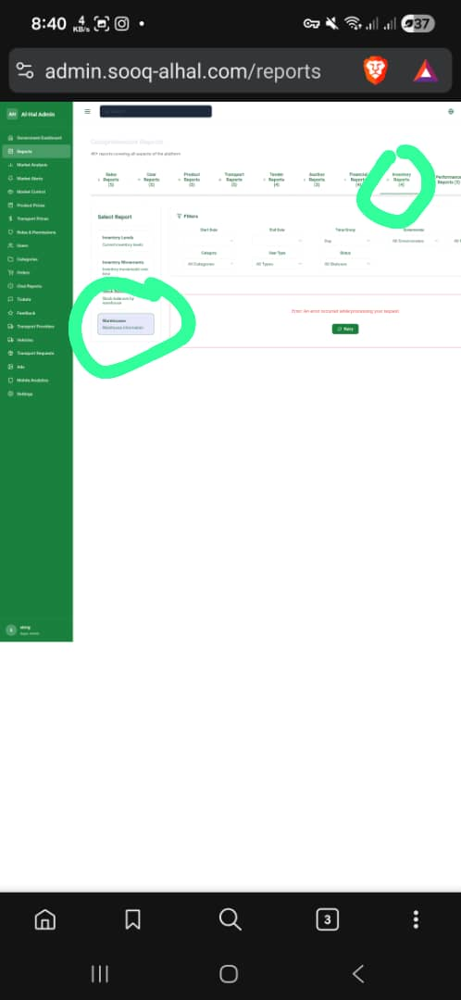 8:40
4
KB/s
37
admin.sooq-alhal.com/reports
AH
Al-Hal Admin
Government Dashboard
Reports
Market Analysis
Market Alerts
Market Control
Product Prices
Transport Prices
Roles & Permissions
Users
Categories
Orders
Chat Reports
Tickets
Feedback
Transport Providers
Vehicles
Transport Requests
Ads
Mobile Analytics
Settings
Comprehensive Reports
40+ reports covering all aspects of the platform
Sales
Reports
(5)
User
Reports
(5)
Product
Reports
(5)
Transport
Reports
(5)
Tender
Reports
(4)
Auction
Reports
(3)
Financial
Reports
(4)
Inventory
Reports
(4)
Performance
Reports (3)
Select Report
Inventory Levels
Current inventory levels
Inventory Movements
Inventory movements over
time
Stock balances by
warehouse
Warehouses
Warehouse information
Filters
Start Date
End Date
Time Group
Day
Governorate
All Governorates
Category
All Categories
User Type
All Types
Status
All Statuses
Error: An error occurred while processing your request
Retry
Super Admin
3